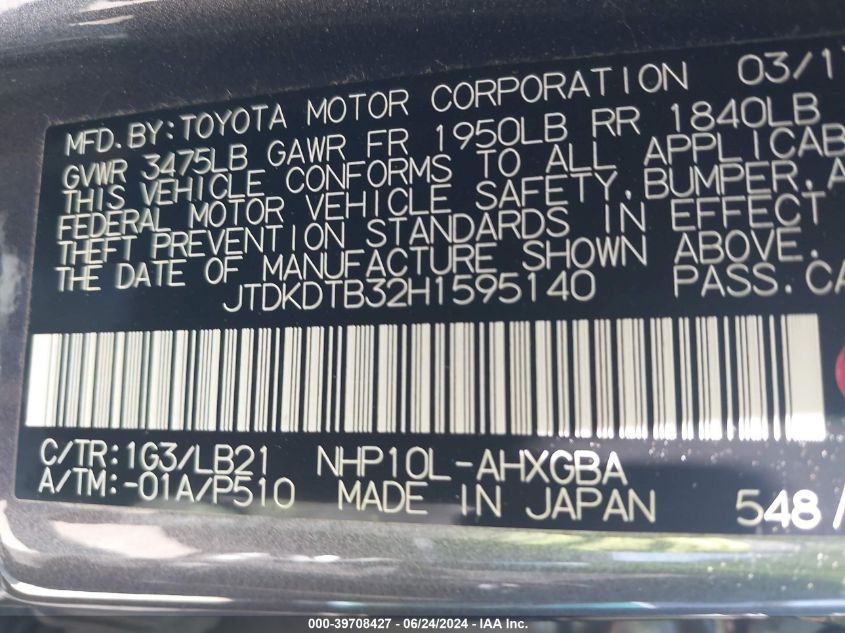 MFD.BY:TOYOTA MOTOR CORPORATION 03/17
GVWR 3475LB GAWR FR 1950LB RR 1840LB
THIS VEHICLE CONFORMS TO ALL APPLICAB
FEDERAL MOTOR VEHICLE SAFETY, BUMPER, A
THEFT PREVENTION STANDARDS IN EFFECT
THE DATE OF MANUFACTURE SHOWN ABOVE.
JTDKDTB32H1595140 PASS.CA
C/TR:1G3/LB21 NHP10L-AHXGBA
A/TM:-01A/P510 MADE IN JAPAN 548/
000-39708427 - 06/24/2024 - IAA Inc.